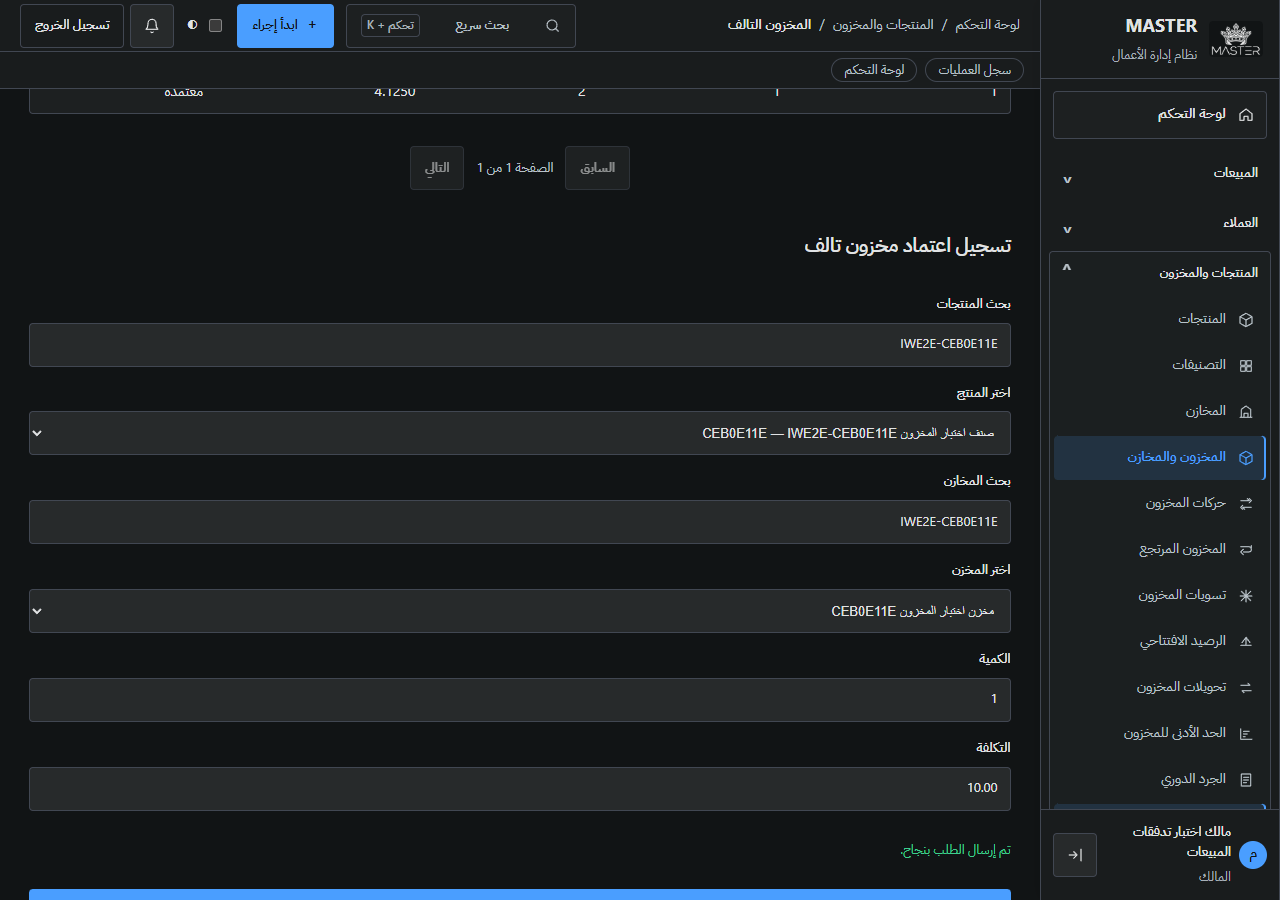 MASTER
نظام إدارة الأعمال
MASTER
لوحة التحكم / المنتجات والمخزون / المخزون التالف
بحث سريع
تحكم + K
+ ابدأ إجراء
تسجيل الخروج
سجل العمليات
لوحة التحكم
لوحة التحكم
المبيعات
العملاء
المنتجات والمخزون
المنتجات
التصنيفات
المخازن
المخزون والمخازن
حركات المخزون
المخزون المرتجع
تسويات المخزون
الرصيد الافتتاحي
تحويلات المخزون
الحد الأدنى للمخزون
الجرد الدوري
م
مالك اختبار تدفقات المبيعات
المالك
1 1 2 4.1250 معتمدة
السابق
الصفحة 1 من 1
التالي
تسجيل اعتماد مخزون تالف
بحث المنتجات
IWE2E-CEB0E11E
اختر المنتج
صنف اختبار المخزون CEB0E11E — IWE2E-CEB0E11E
بحث المخازن
IWE2E-CEB0E11E
اختر المخزن
مخزن اختبار المخزون CEB0E11E
الكمية
1
التكلفة
10.00
تم إرسال الطلب بنجاح.